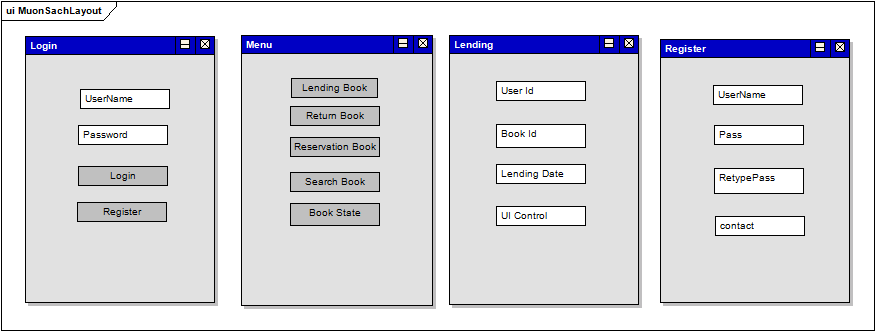 ui MuonSachLayout
Login
UserName
Password
Login
Register
Menu
Lending Book
Return Book
Reservation Book
Search Book
Book State
Lending
User Id
Book Id
Lending Date
UI Control
Register
UserName
Pass
RetypePass
contact